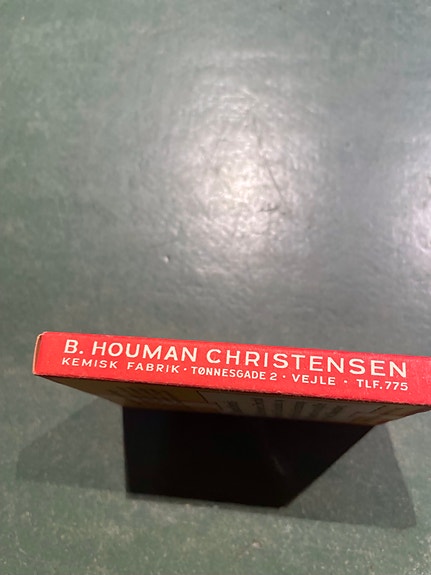 B. HOUMAN CHRISTENSEN
KEMISK FABRIK · TØNNESGADE 2 · VEJLE · TLF. 775